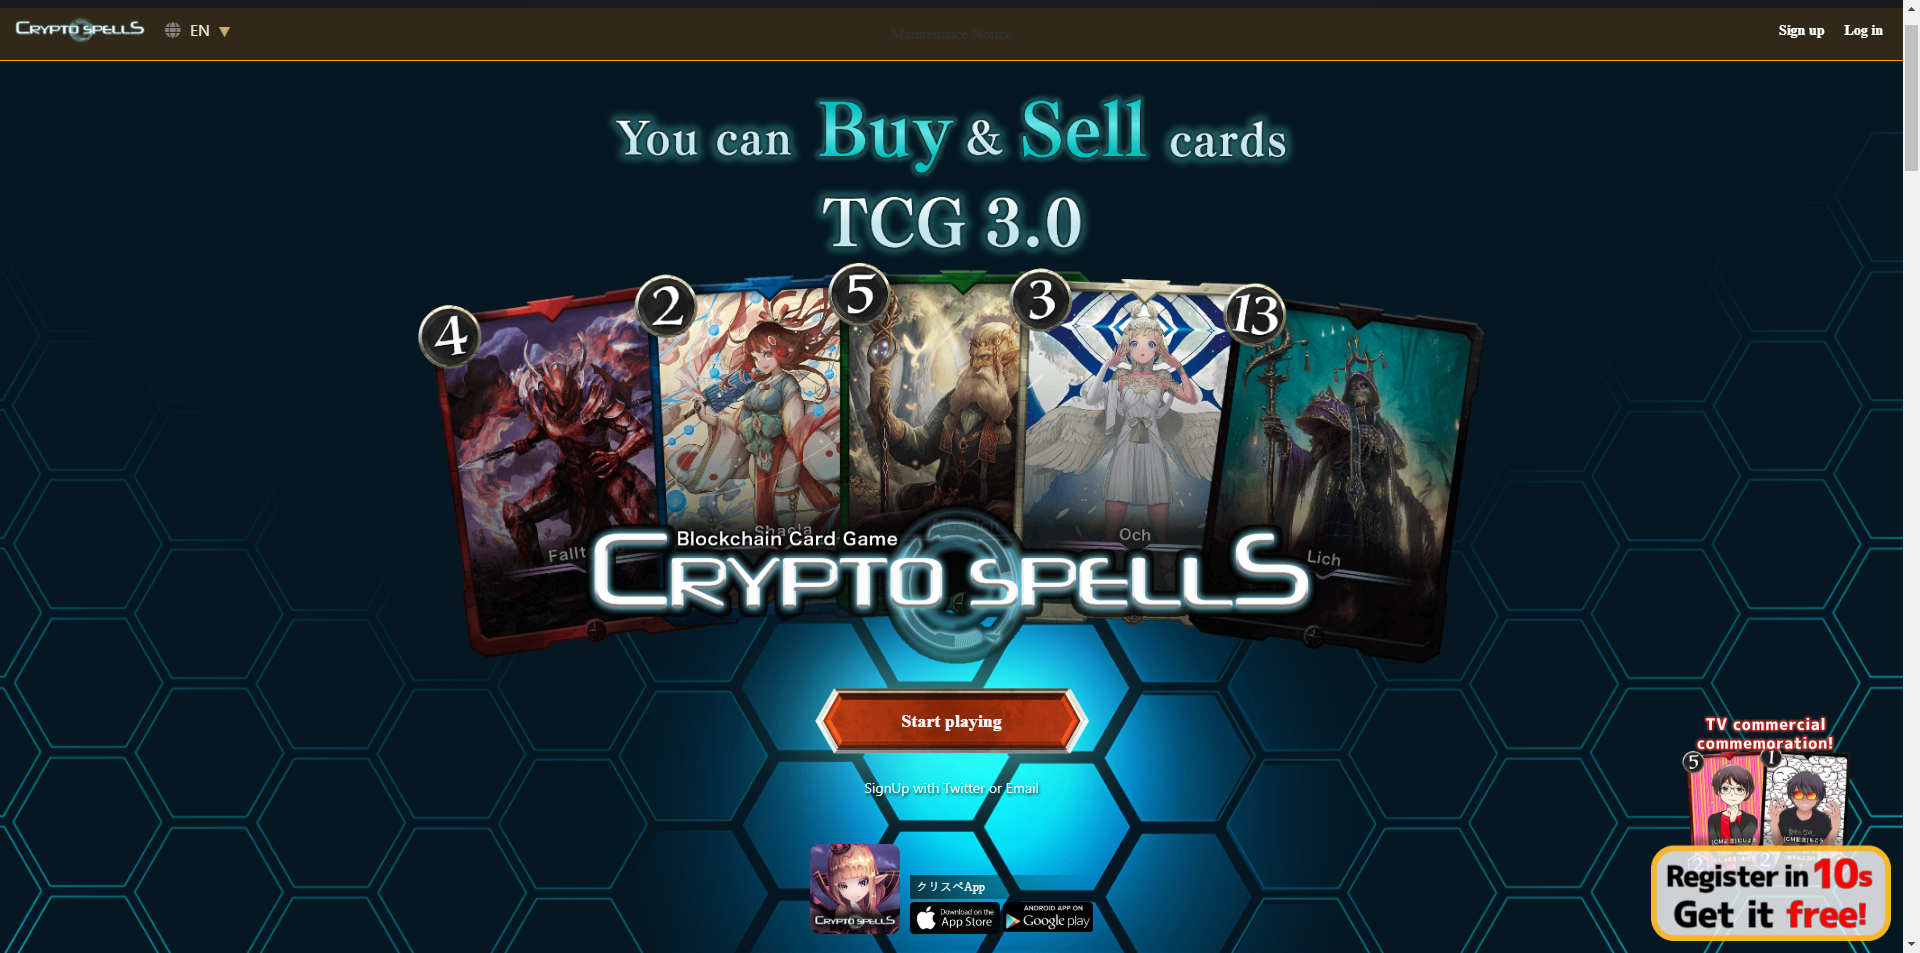 CRYPTO SPELLS
EN
Maintenance Notice
Sign up
Log in
You can Buy & Sell cards
TCG 3.0
4
2
5
3
13
Shaela
Och
Lich
Blockchain Card Game
CRYPTO SPELLS
Start playing
SignUp with Twitter or Email
クリスペApp
CRYPTO SPELLS
Download on the
App Store
ANDROID APP ON
Google play
TV commercial
commemoration!
5
1
Register in 10s
Get it free!